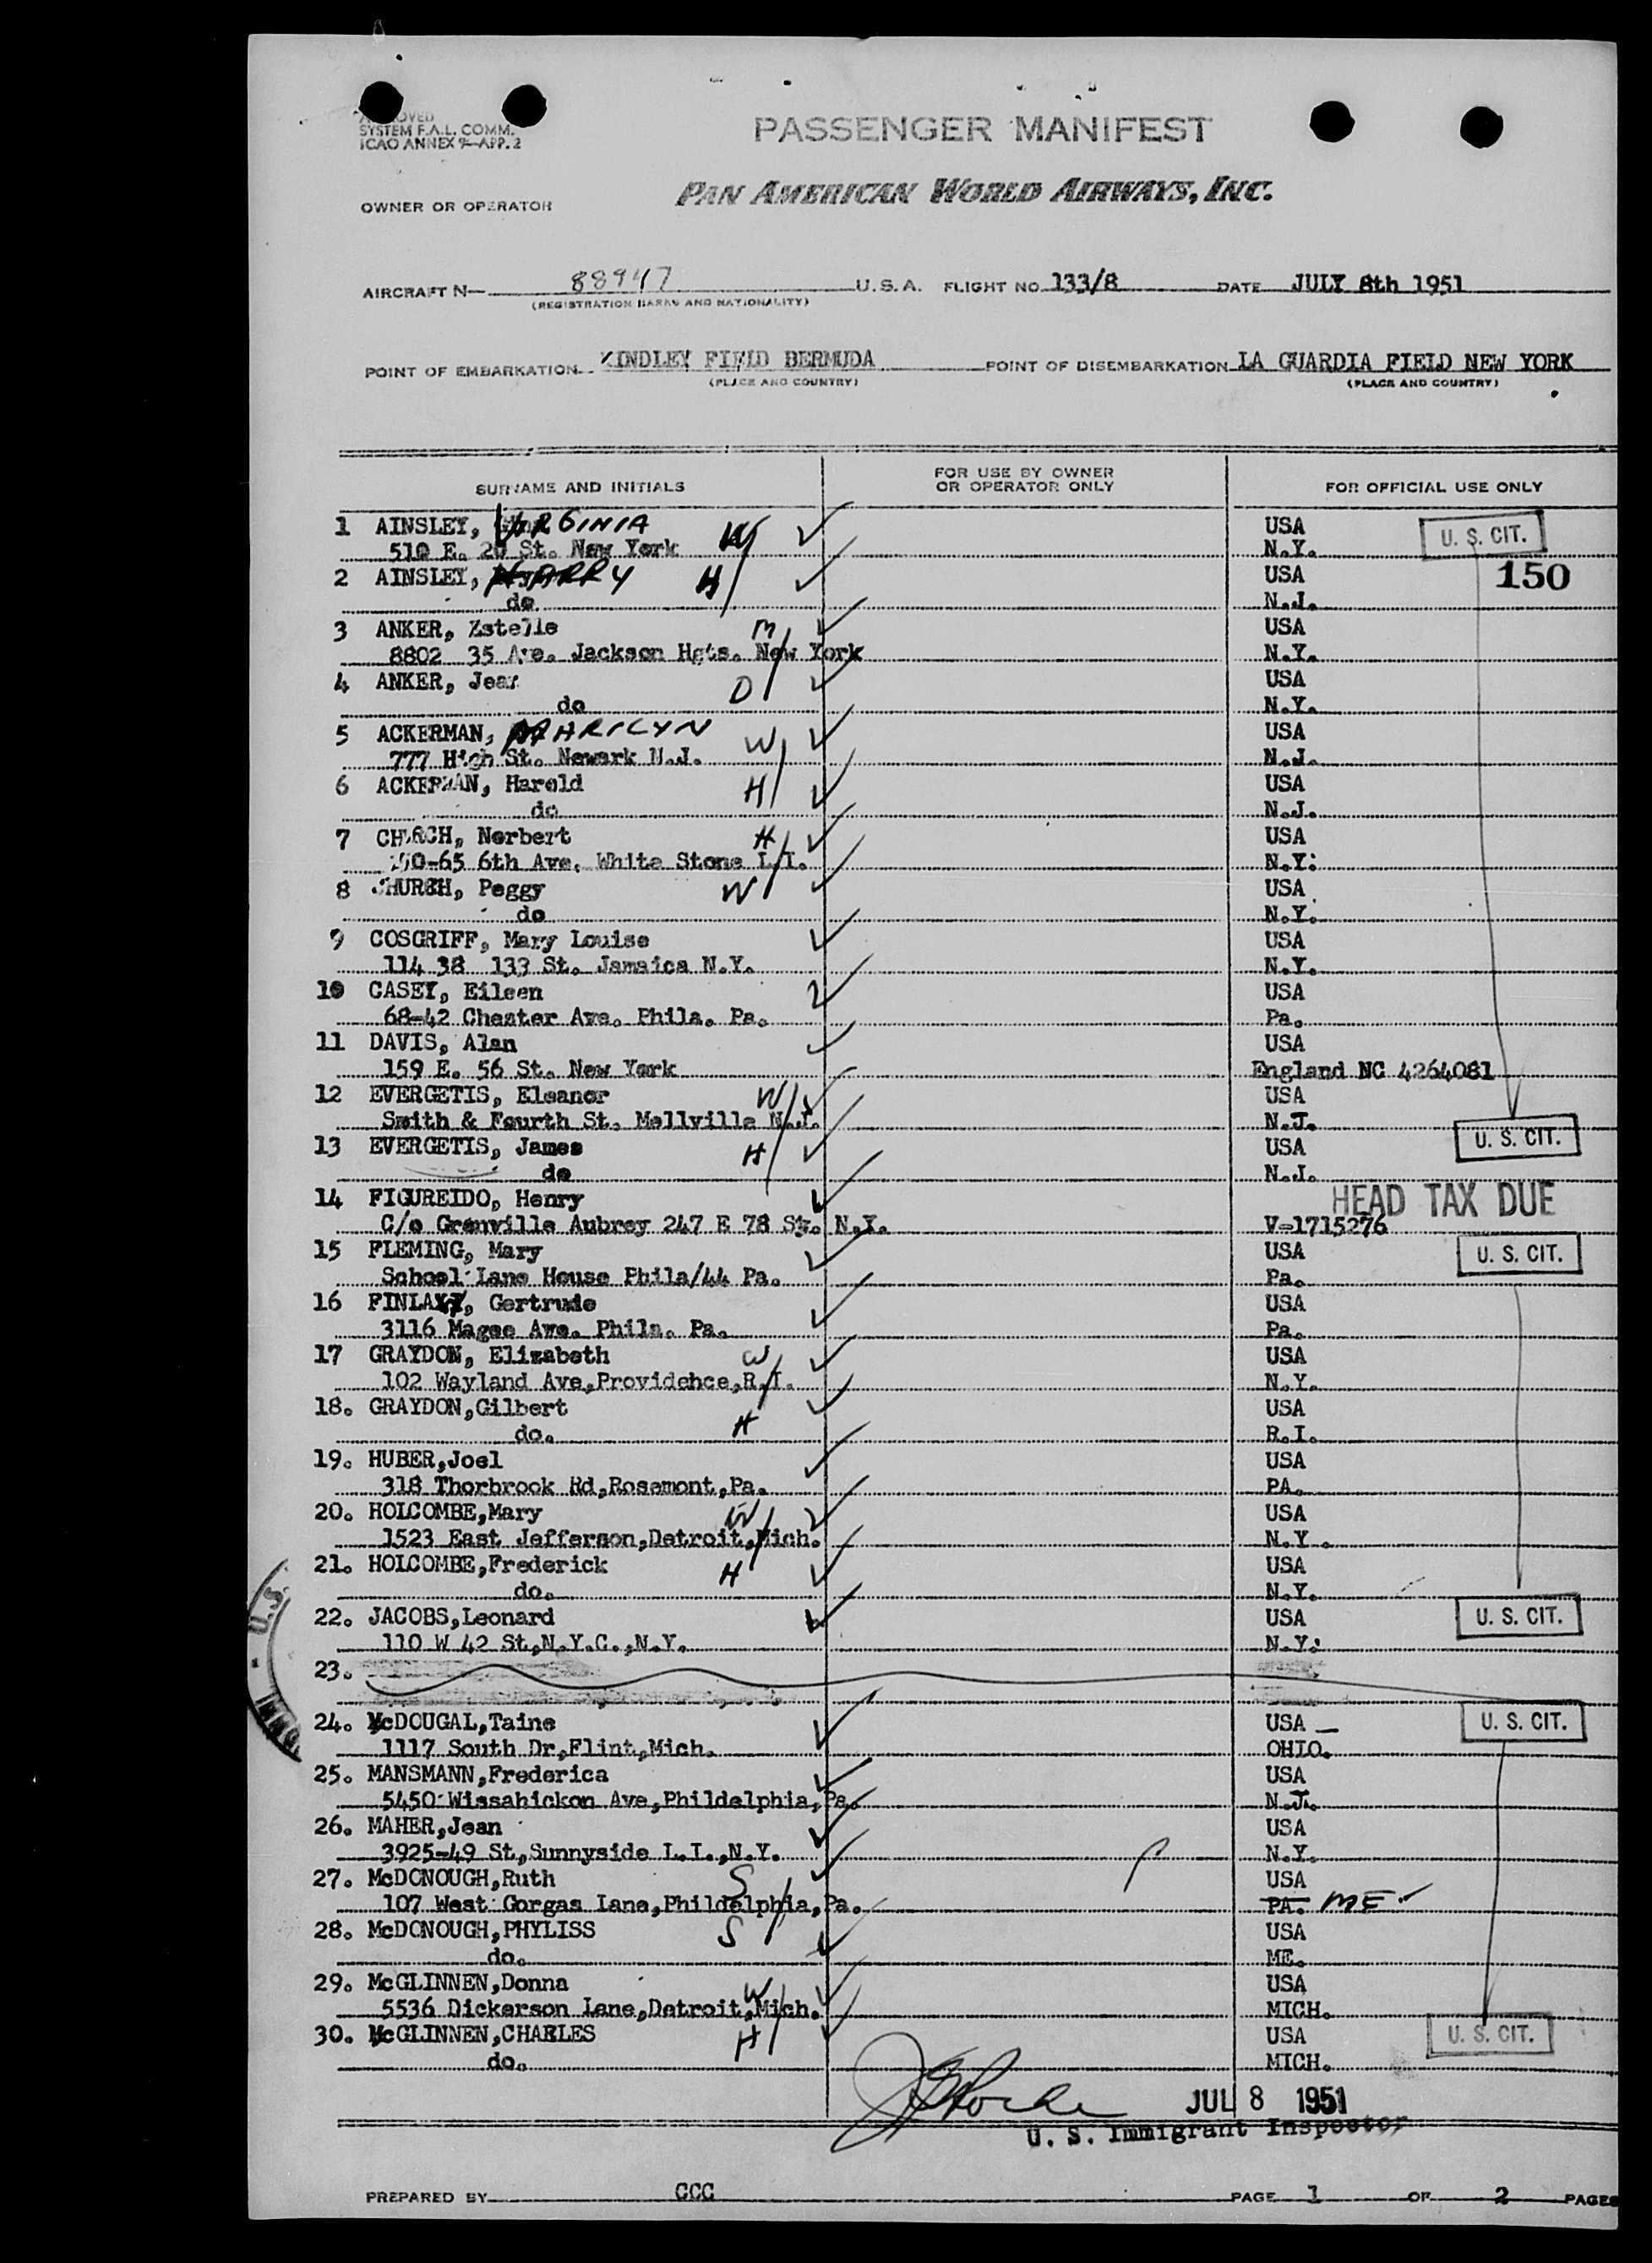 SYSTEM F.A.L. COMM.
ICAO ANNEX 9—APP. 2
PASSENGER MANIFEST
PAN AMERICAN WORLD AIRWAYS, INC.
OWNER OR OPERATOR
AIRCRAFT N— 88947 U. S. A. FLIGHT NO. 133/8 DATE JULY 8th 1951
(REGISTRATION MARKS AND NATIONALITY)
POINT OF EMBARKATION KINDLEY FIELD BERMUDA POINT OF DISEMBARKATION LA GUARDIA FIELD NEW YORK
(PLACE AND COUNTRY) (PLACE AND COUNTRY)
SURNAME AND INITIALS FOR USE BY OWNER OR OPERATOR ONLY FOR OFFICIAL USE ONLY
1 AINSLEY, VIRGINIA W USA U. S. CIT.
510 E. 20 St. New York N.Y.
2 AINSLEY, HARRY H USA 150
do N.J.
3 ANKER, Zstelle M USA
8802 35 Ave. Jackson Hgts. New York N.Y.
4 ANKER, Jean D USA
do N.Y.
5 ACKERMAN, MARILYN W USA
777 High St. Newark N.J. N.J.
6 ACKERMAN, Harold H USA
do N.J.
7 CHURCH, Norbert H USA
-65 6th Ave. White Stone L.I. N.Y.
8 CHURCH, Peggy W USA
do N.Y.
9 COSGRIFF, Mary Louise USA
114 38 133 St. Jamaica N.Y. N.Y.
10 CASEY, Eileen USA
68-42 Chester Ave. Phila. Pa. Pa.
11 DAVIS, Alan USA
159 E. 56 St. New York England NC 4264081
12 EVERGETIS, Eleanor W USA
Smith & Fourth St. Mellville N.J. N.J.
13 EVERGETIS, James H USA U. S. CIT.
do N.J.
14 FIGUREIDO, Henry HEAD TAX DUE
C/o Granville Aubrey 247 E 78 St. N.Y. V-1715276
15 FLEMING, Mary USA U. S. CIT.
School Lane House Phila/44 Pa. Pa.
16 FINLAY, Gertrude USA
3116 Magee Ave. Phila. Pa. Pa.
17 GRAYDON, Elizabeth W USA
102 Wayland Ave,Providehce,R.I. N.Y.
18. GRAYDON,Gilbert H USA
do. R.I.
19. HUBER,Joel USA
318 Thorbrook Rd,Rosemont,Pa. PA.
20. HOLCOMBE,Mary W USA
1523 East Jefferson,Detroit,Mich. N.Y.
21. HOLCOMBE,Frederick H USA
do. N.Y.
22. JACOBS,Leonard USA U. S. CIT.
110 W 42 St,N.Y.C.,N.Y. N.Y.
23.
24. McDOUGAL,Taine USA — U. S. CIT.
1117 South Dr,Flint,Mich. OHIO.
25. MANSMANN,Frederica USA
5450 Wissahickon Ave,Phildelphia,Pa. N.J.
26. MAHER,Jean USA
3925-49 St,Sunnyside L.I.,N.Y. N.Y.
27. McDONOUGH,Ruth S USA
107 West Gorgas Lane,Phildelphia,Pa. PA. ME
28. McDONOUGH,PHYLISS S USA
do. ME.
29. McGLINNEN,Donna W USA
5536 Dickerson Lane,Detroit,Mich. MICH.
30. McGLINNEN,CHARLES H USA U. S. CIT.
do. MICH.
JUL 8 1951
U. S. Immigrant Inspector
PREPARED BY CCC PAGE 1 OF 2 PAGES